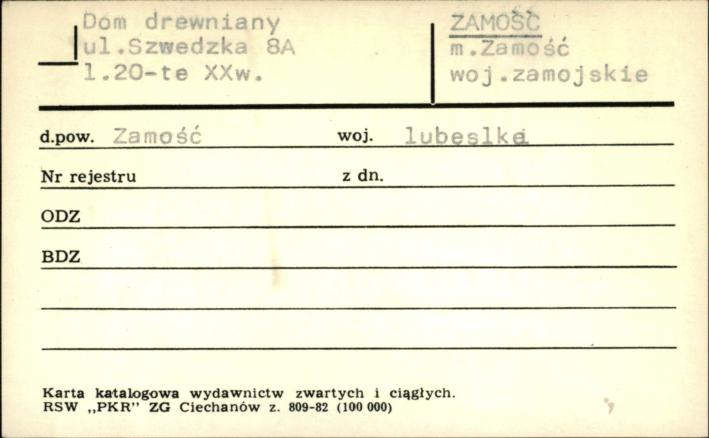 Dom drewniany
ul.Szwedzka 8A
l.20-te XXw.
ZAMOŚĆ
m.Zamość
woj.zamojskie
d.pow. Zamość woj. lubeslkei
Nr rejestru z dn.
ODZ
BDZ
Karta katalogowa wydawnictw zwartych i ciągłych.
RSW „PKR” ZG Ciechanów z. 809-82 (100 000)